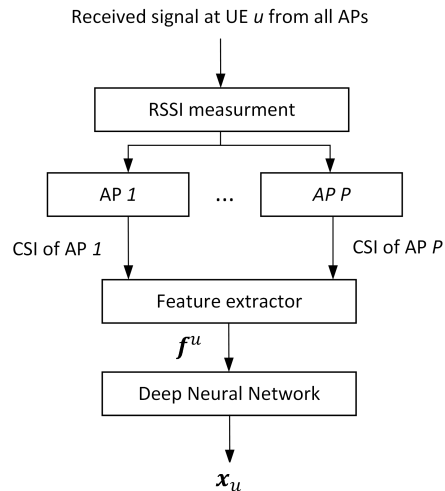 Received signal at UE u from all APs
RSSI measurment
AP 1 ... AP P
CSI of AP 1 CSI of AP P
Feature extractor
f^u
Deep Neural Network
x_u